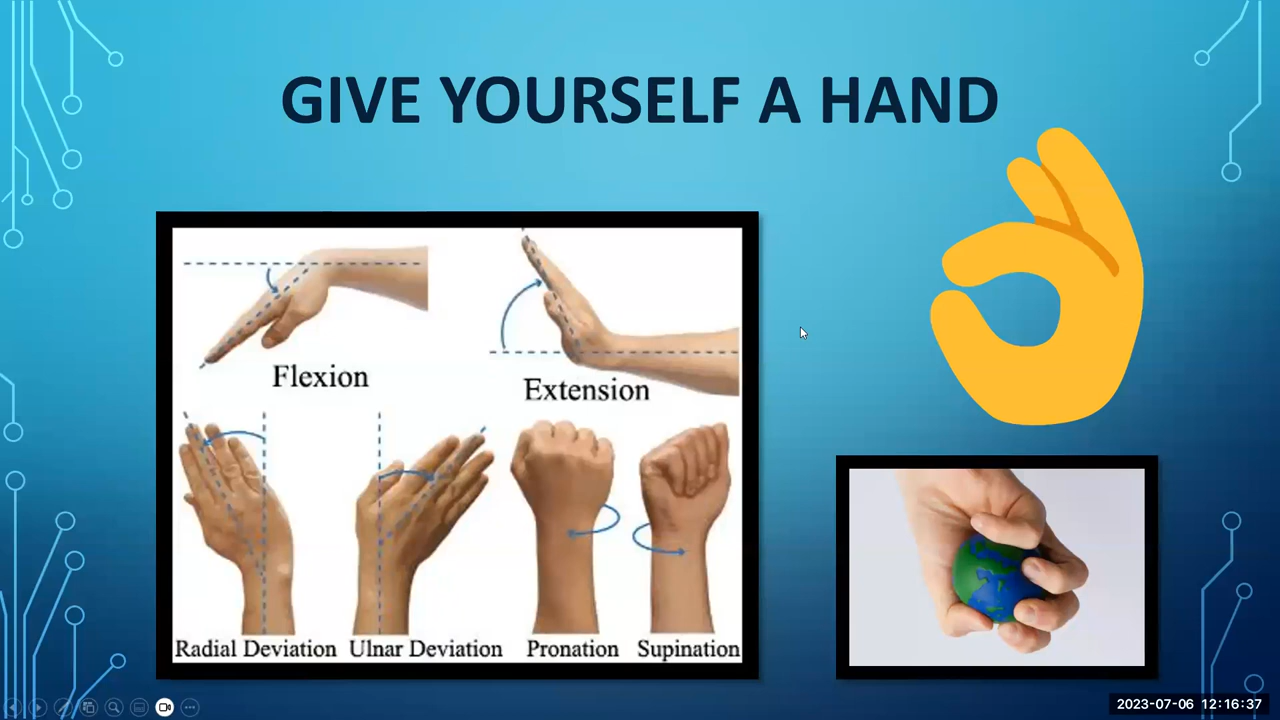 GIVE YOURSELF A HAND
Flexion
Extension
Radial Deviation
Ulnar Deviation
Pronation
Supination
2023-07-06 12:16:37